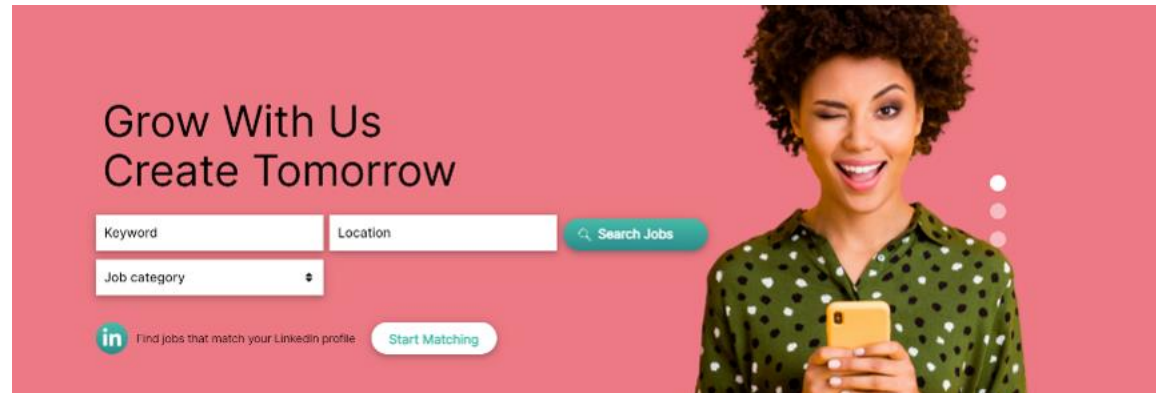 Grow With Us
Create Tomorrow
Keyword
Location
Search Jobs
Job category
in
Find jobs that match your LinkedIn profile
Start Matching